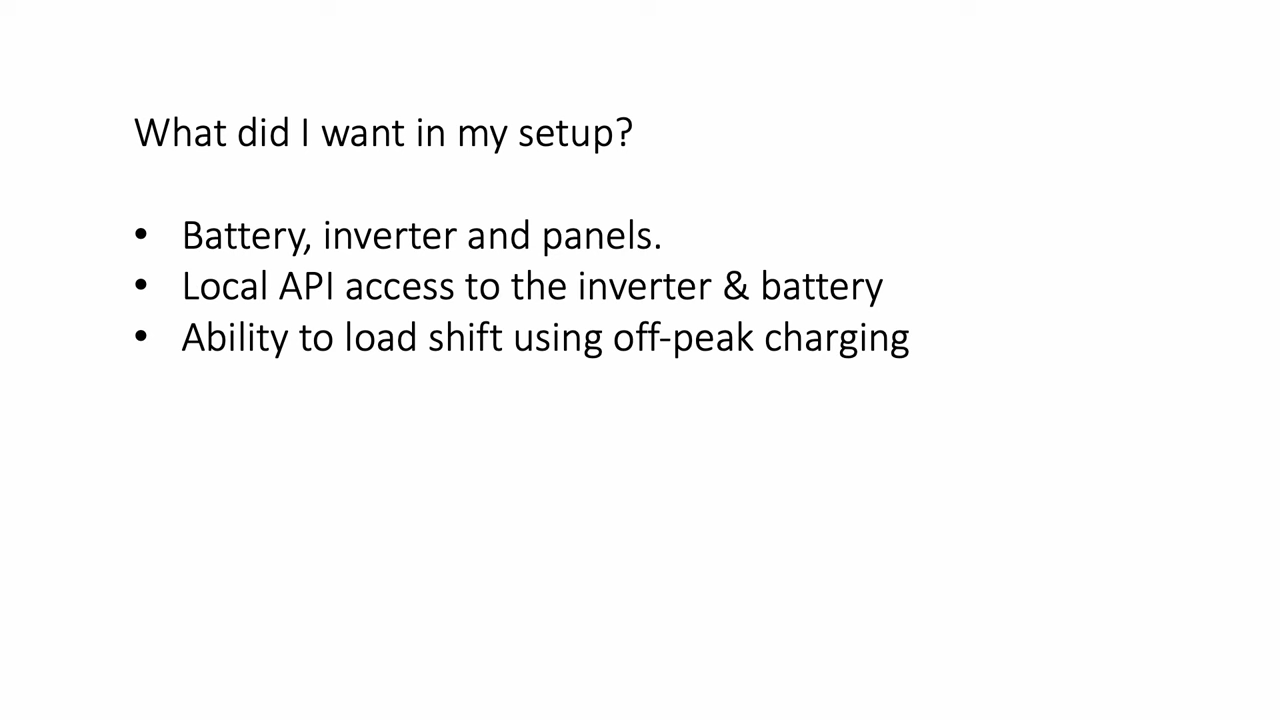 What did I want in my setup?
• Battery, inverter and panels.
• Local API access to the inverter & battery
• Ability to load shift using off-peak charging